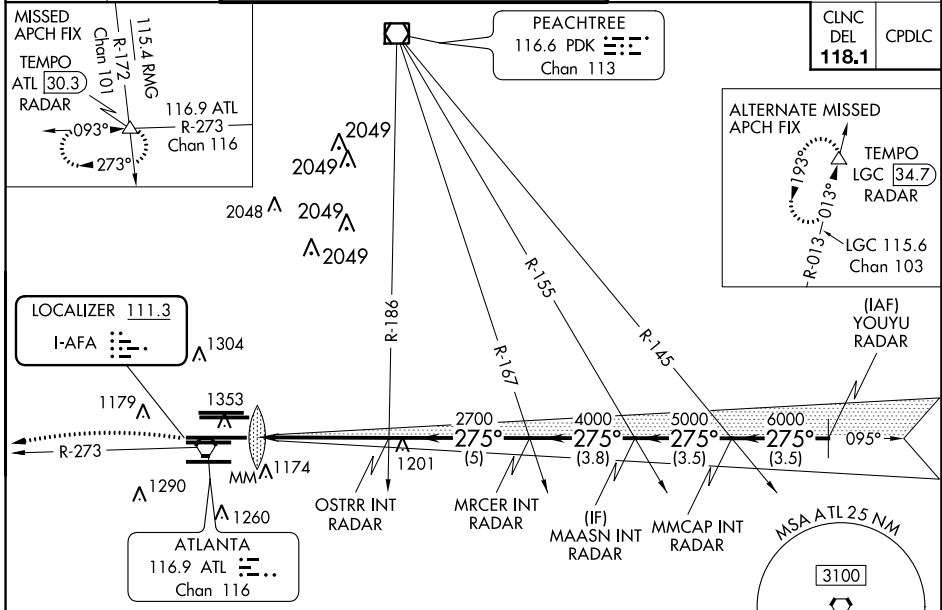 MISSED
APCH FIX
TEMPO
ATL 30.3
RADAR
R-172
Chan 101
115.4 RMG
116.9 ATL
R-273
Chan 116
093°
273°
PEACHTREE
116.6 PDK
Chan 113
CLNC
DEL
118.1
CPDLC
ALTERNATE MISSED
APCH FIX
TEMPO
LGC 34.7
RADAR
193°
013°
R-013
LGC 115.6
Chan 103
2049
2049
2048
2049
2049
R-186
R-167
R-155
R-145
(IAF)
YOUYU
RADAR
LOCALIZER 111.3
I-AFA
1304
1179
1353
R-273
MM
1174
1201
1290
1260
2700
275°
(5)
4000
275°
(3.8)
5000
275°
(3.5)
6000
275°
(3.5)
095°
OSTRR INT
RADAR
MRCER INT
RADAR
(IF)
MAASN INT
RADAR
MMCAP INT
RADAR
ATLANTA
116.9 ATL
Chan 116
MSA ATL 25 NM
3100